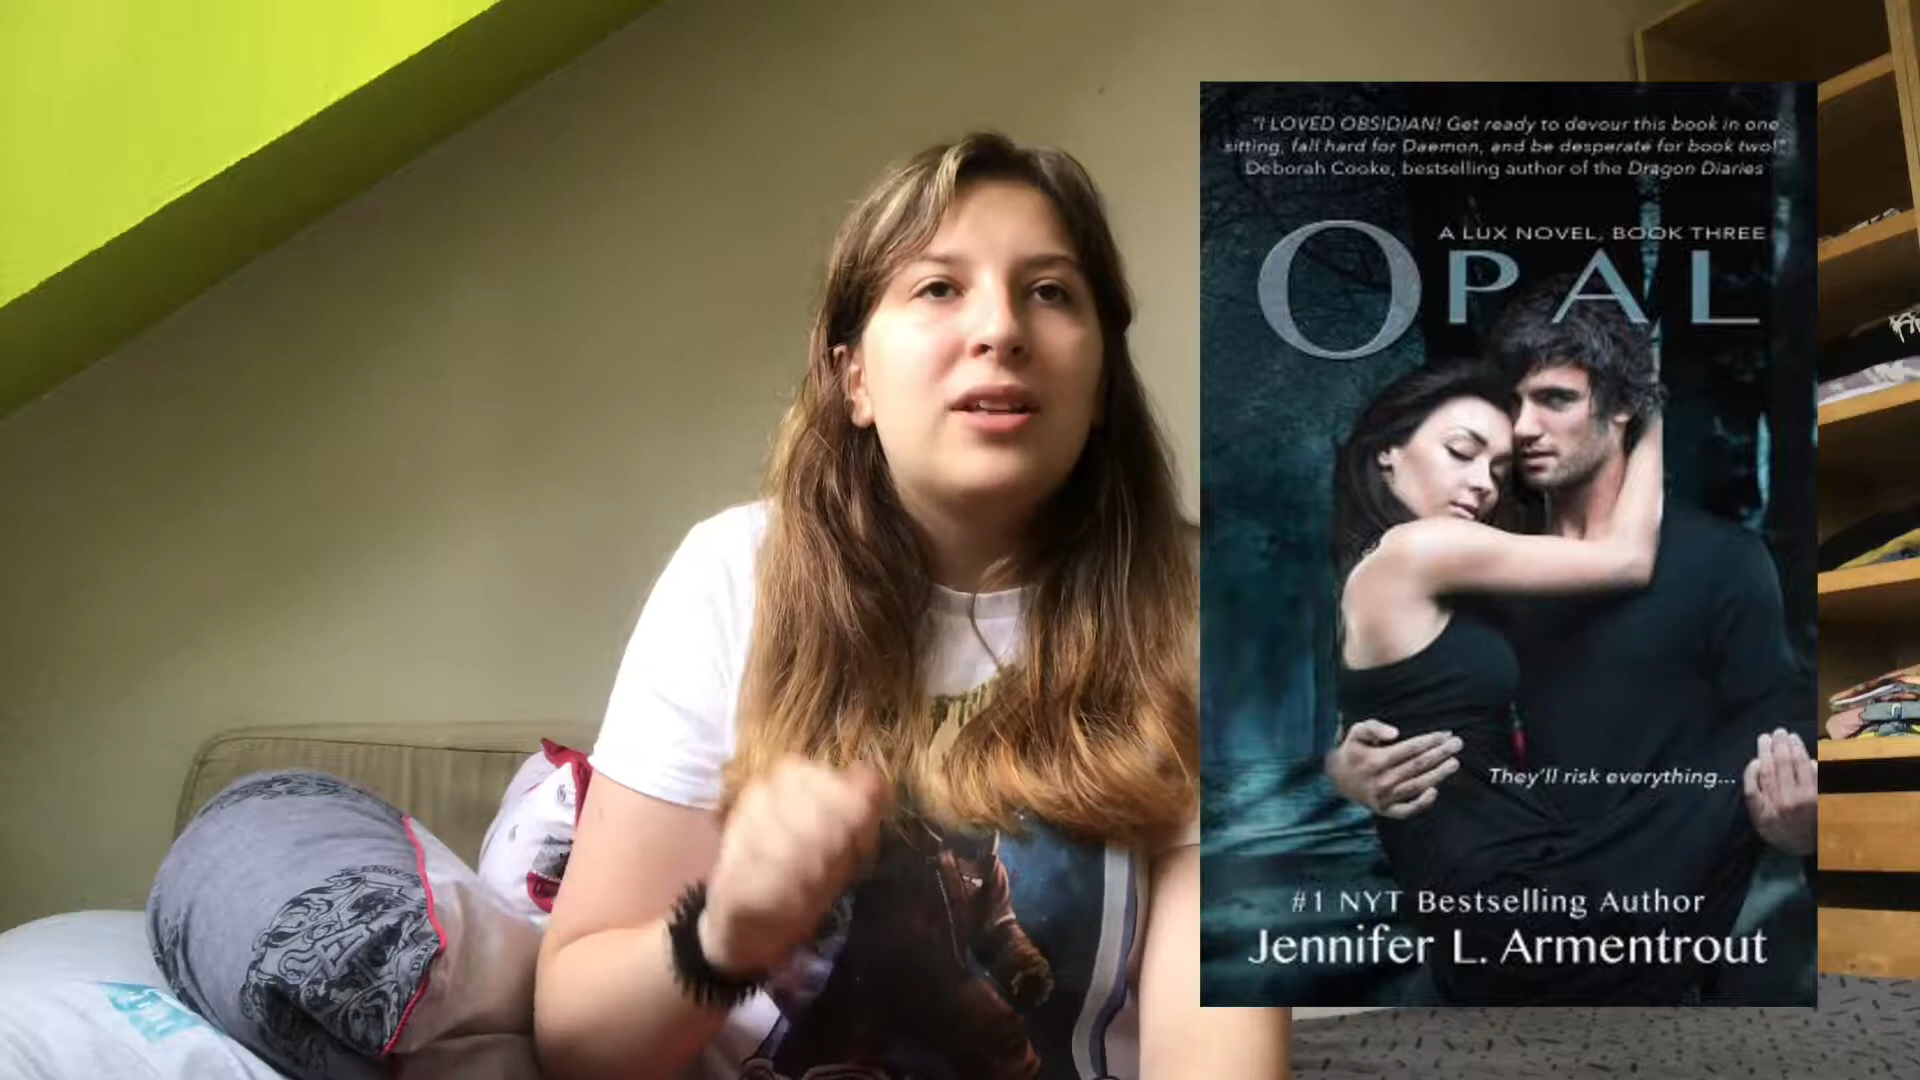 "I LOVED OBSIDIAN! Get ready to devour this book in one
sitting, fall hard for Daemon, and be desperate for book two!"
Deborah Cooke, bestselling author of the Dragon Diaries
A LUX NOVEL, BOOK THREE
OPAL
They'll risk everything...
#1 NYT Bestselling Author
Jennifer L. Armentrout